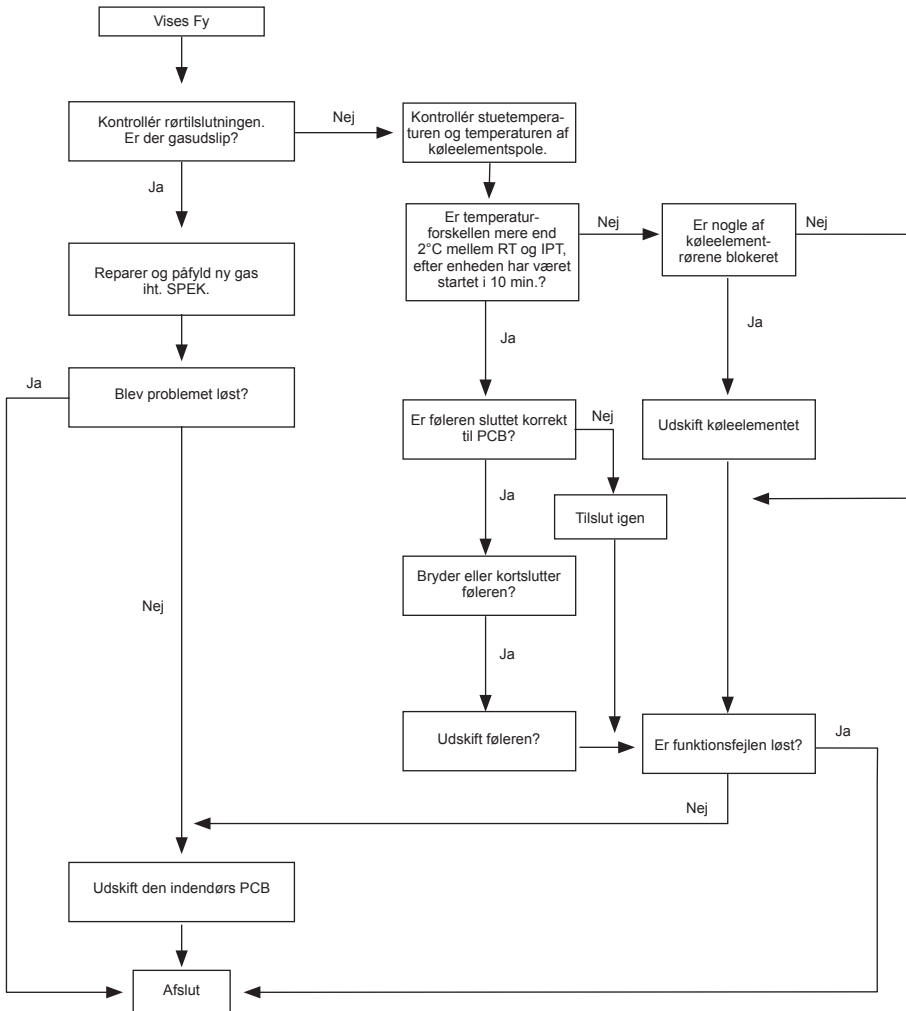 Vises Fy
Kontrollér rørtilslutningen.
Er der gasudslip?
Nej
Kontrollér stuetempera-
turen og temperaturen af
køleelementspole.
Ja
Er temperatur-
forskellen mere end
2°C mellem RT og IPT,
efter enheden har været
startet i 10 min.?
Nej
Er nogle af
køleelement-
rørene blokeret
Nej
Reparer og påfyld ny gas
iht. SPEK.
Ja
Ja
Ja
Blev problemet løst?
Er føleren sluttet korrekt
til PCB?
Nej
Udskift køleelementet
Ja
Tilslut igen
Bryder eller kortslutter
føleren?
Nej
Ja
Udskift føleren?
Er funktionsfejlen løst?
Ja
Nej
Udskift den indendørs PCB
Afslut